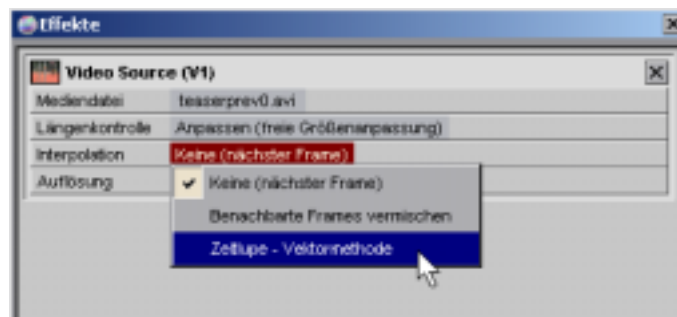 Effekte
Video Source (V1)
Mediendatei teaserprev0.avi
Längenkontrolle Anpassen (freie Größenanpassung)
Interpolation Keine (nächster Frame)
Auflösung Keine (nächster Frame)
Benachbarte Frames vermischen
Zeitlupe - Vektormethode